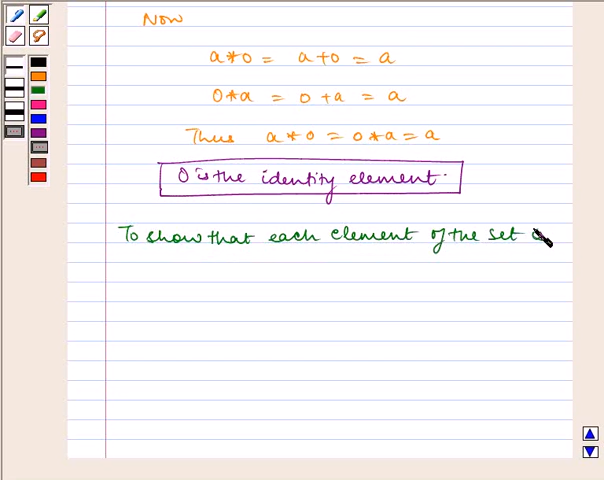 Now
a*0 = a+0 = a
0*a = 0+a = a
Thus a*0 = 0*a = a
0 is the identity element.
To show that each element of the set